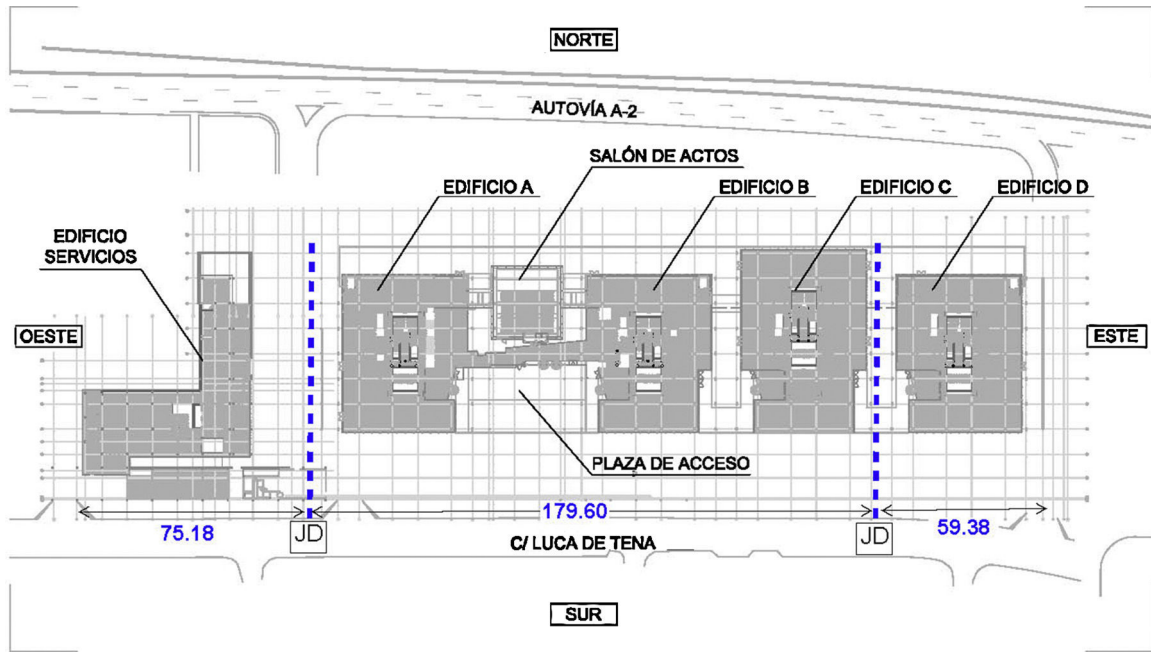 NORTE
AUTOVÍA A-2
SALÓN DE ACTOS
EDIFICIO A
EDIFICIO B
EDIFICIO C
EDIFICIO D
EDIFICIO
SERVICIOS
OESTE
ESTE
PLAZA DE ACCESO
75.18
179.60
59.38
JD
JD
C/ LUCA DE TENA
SUR